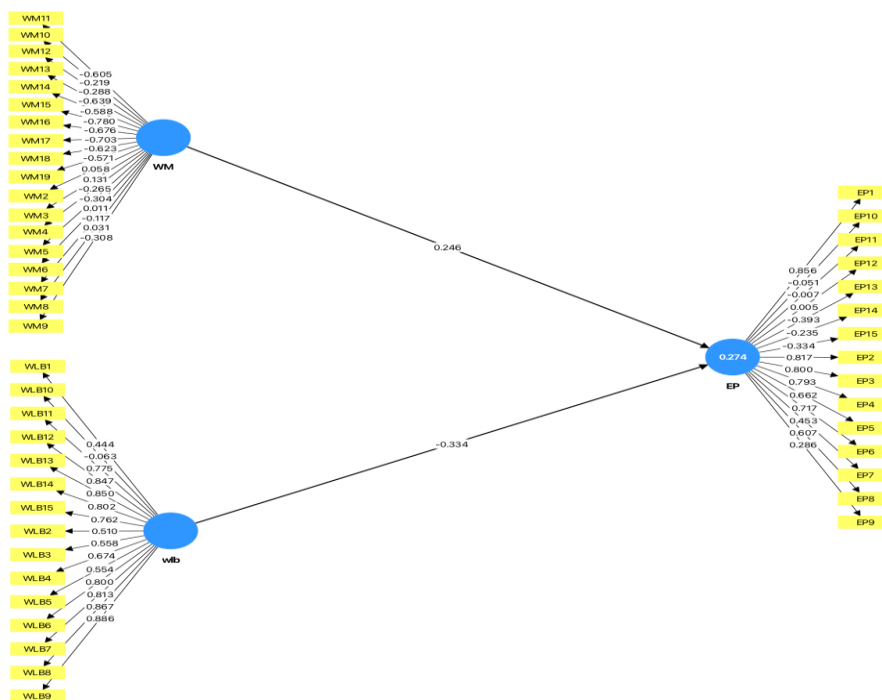 WM11
WM10
WM12
WM13
WM14
WM15
WM16
WM17
WM18
WM19
WM2
WM3
WM4
WM5
WM6
WM7
WM8
WM9
-0.605
-0.219
-0.288
-0.639
-0.588
-0.780
-0.676
-0.703
-0.623
-0.571
0.058
0.131
-0.265
-0.304
0.011
-0.117
0.031
-0.308
WM
0.246
WLB1
WLB10
WLB11
WLB12
WLB13
WLB14
WLB15
WLB2
WLB3
WLB4
WLB5
WLB6
WLB7
WLB8
WLB9
0.444
-0.063
0.775
0.847
0.850
0.802
0.762
0.510
0.558
0.674
0.554
0.800
0.813
0.867
0.886
wlb
-0.334
0.274
EP
0.856
-0.051
-0.007
0.005
-0.393
-0.235
-0.334
0.817
0.800
0.793
0.662
0.717
0.453
0.607
0.286
EP1
EP10
EP11
EP12
EP13
EP14
EP15
EP2
EP3
EP4
EP5
EP6
EP7
EP8
EP9